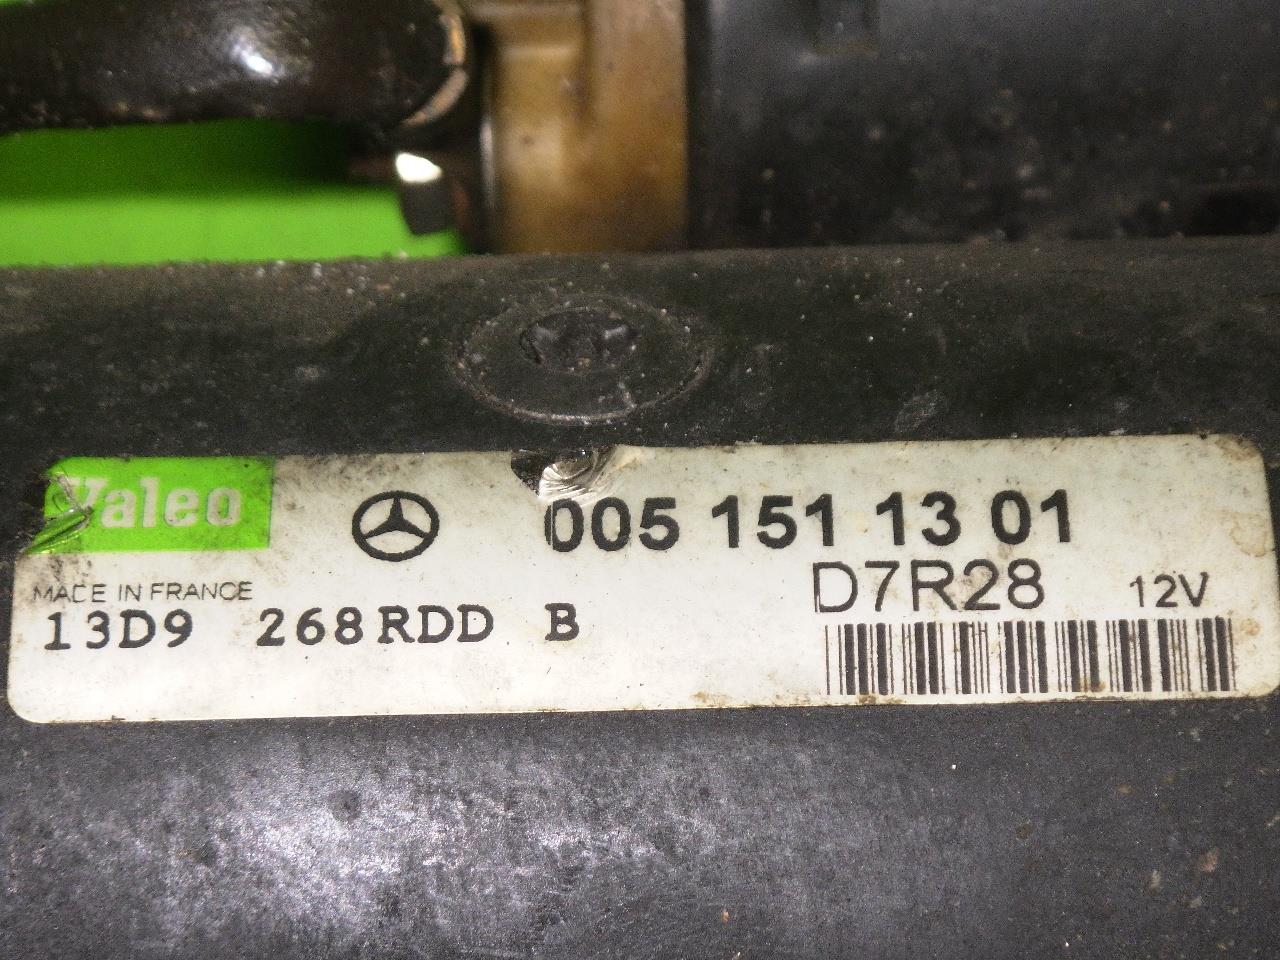 Valeo
005 151 13 01
D7R28 12V
MADE IN FRANCE
13D9 268RDD B